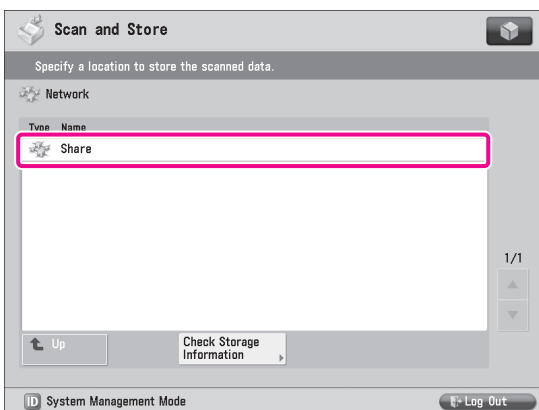 Scan and Store
Specify a location to store the scanned data.
Network
Type Name
Share
1/1
Up
Check Storage
Information
ID System Management Mode
Log Out